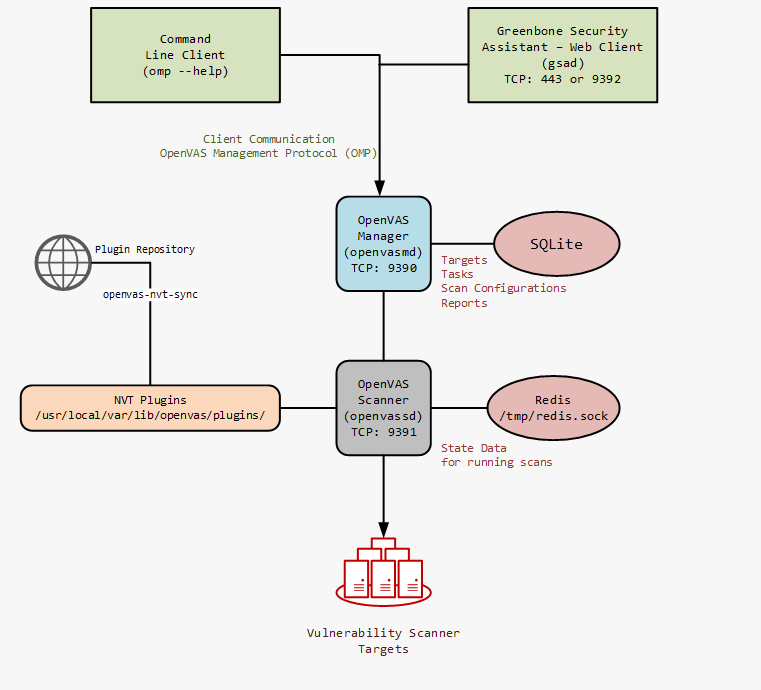 Command
Line Client
(omp --help)
Greenbone Security
Assistant – Web Client
(gsad)
TCP: 443 or 9392
Client Communication
OpenVAS Management Protocol (OMP)
OpenVAS
Manager
(openvasmd)
TCP: 9390
SQLite
Targets
Tasks
Scan Configurations
Reports
Plugin Repository
openvas-nvt-sync
NVT Plugins
/usr/local/var/lib/openvas/plugins/
OpenVAS
Scanner
(openvassd)
TCP: 9391
Redis
/tmp/redis.sock
State Data
for running scans
Vulnerability Scanner
Targets